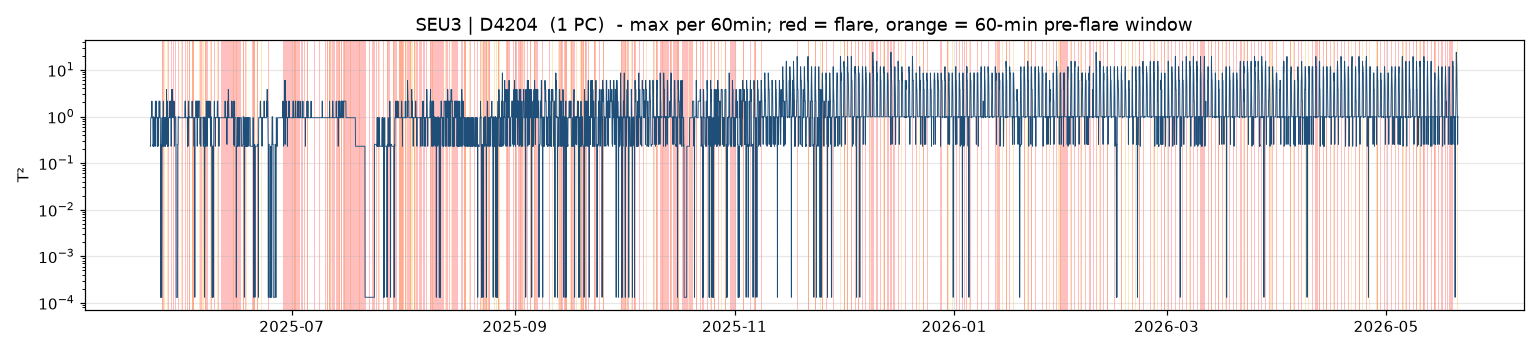 SEU3 | D4204  (1 PC)  - max per 60min; red = flare, orange = 60-min pre-flare window
T²
10¹
10⁰
10⁻¹
10⁻²
10⁻³
10⁻⁴
2025-07 2025-09 2025-11 2026-01 2026-03 2026-05